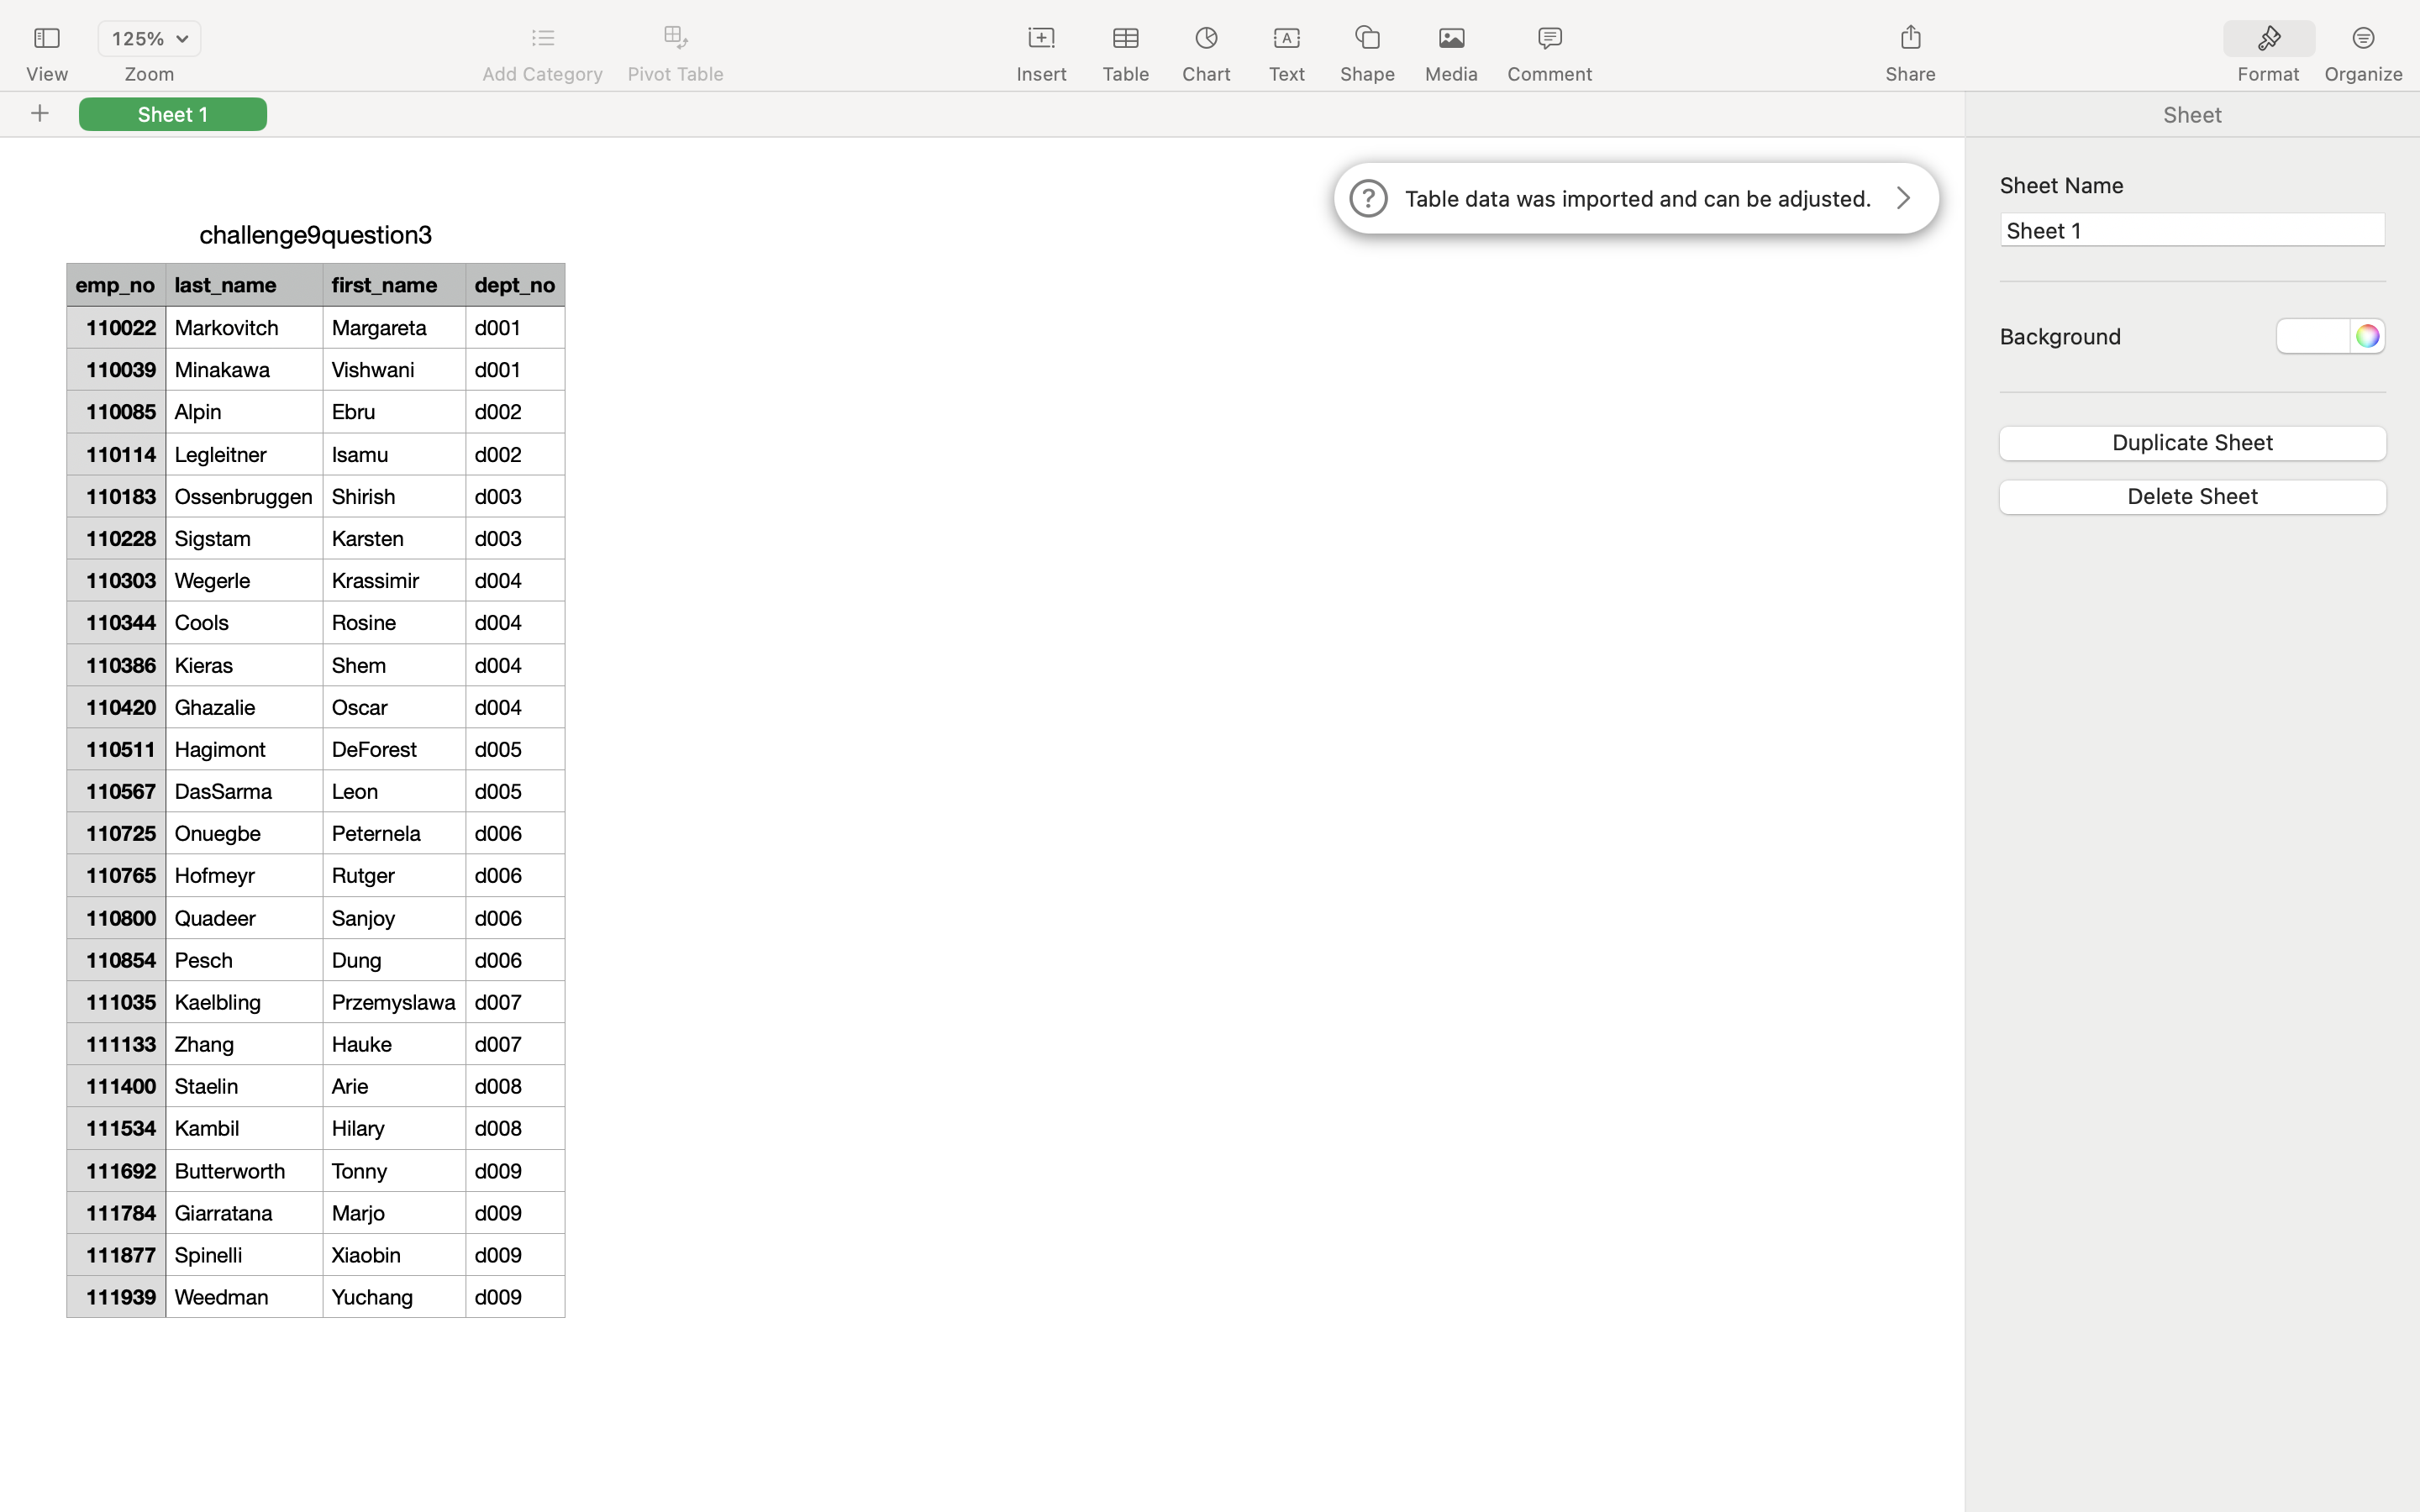 125%
View Zoom Add Category Pivot Table Insert Table Chart Text Shape Media Comment Share Format Organize
Sheet 1
Sheet
Table data was imported and can be adjusted.
Sheet Name
Sheet 1
Background
Duplicate Sheet
Delete Sheet
challenge9question3
emp_no last_name first_name dept_no
110022 Markovitch Margareta d001
110039 Minakawa Vishwani d001
110085 Alpin Ebru d002
110114 Legleitner Isamu d002
110183 Ossenbruggen Shirish d003
110228 Sigstam Karsten d003
110303 Wegerle Krassimir d004
110344 Cools Rosine d004
110386 Kieras Shem d004
110420 Ghazalie Oscar d004
110511 Hagimont DeForest d005
110567 DasSarma Leon d005
110725 Onuegbe Peternela d006
110765 Hofmeyr Rutger d006
110800 Quadeer Sanjoy d006
110854 Pesch Dung d006
111035 Kaelbling Przemyslawa d007
111133 Zhang Hauke d007
111400 Staelin Arie d008
111534 Kambil Hilary d008
111692 Butterworth Tonny d009
111784 Giarratana Marjo d009
111877 Spinelli Xiaobin d009
111939 Weedman Yuchang d009